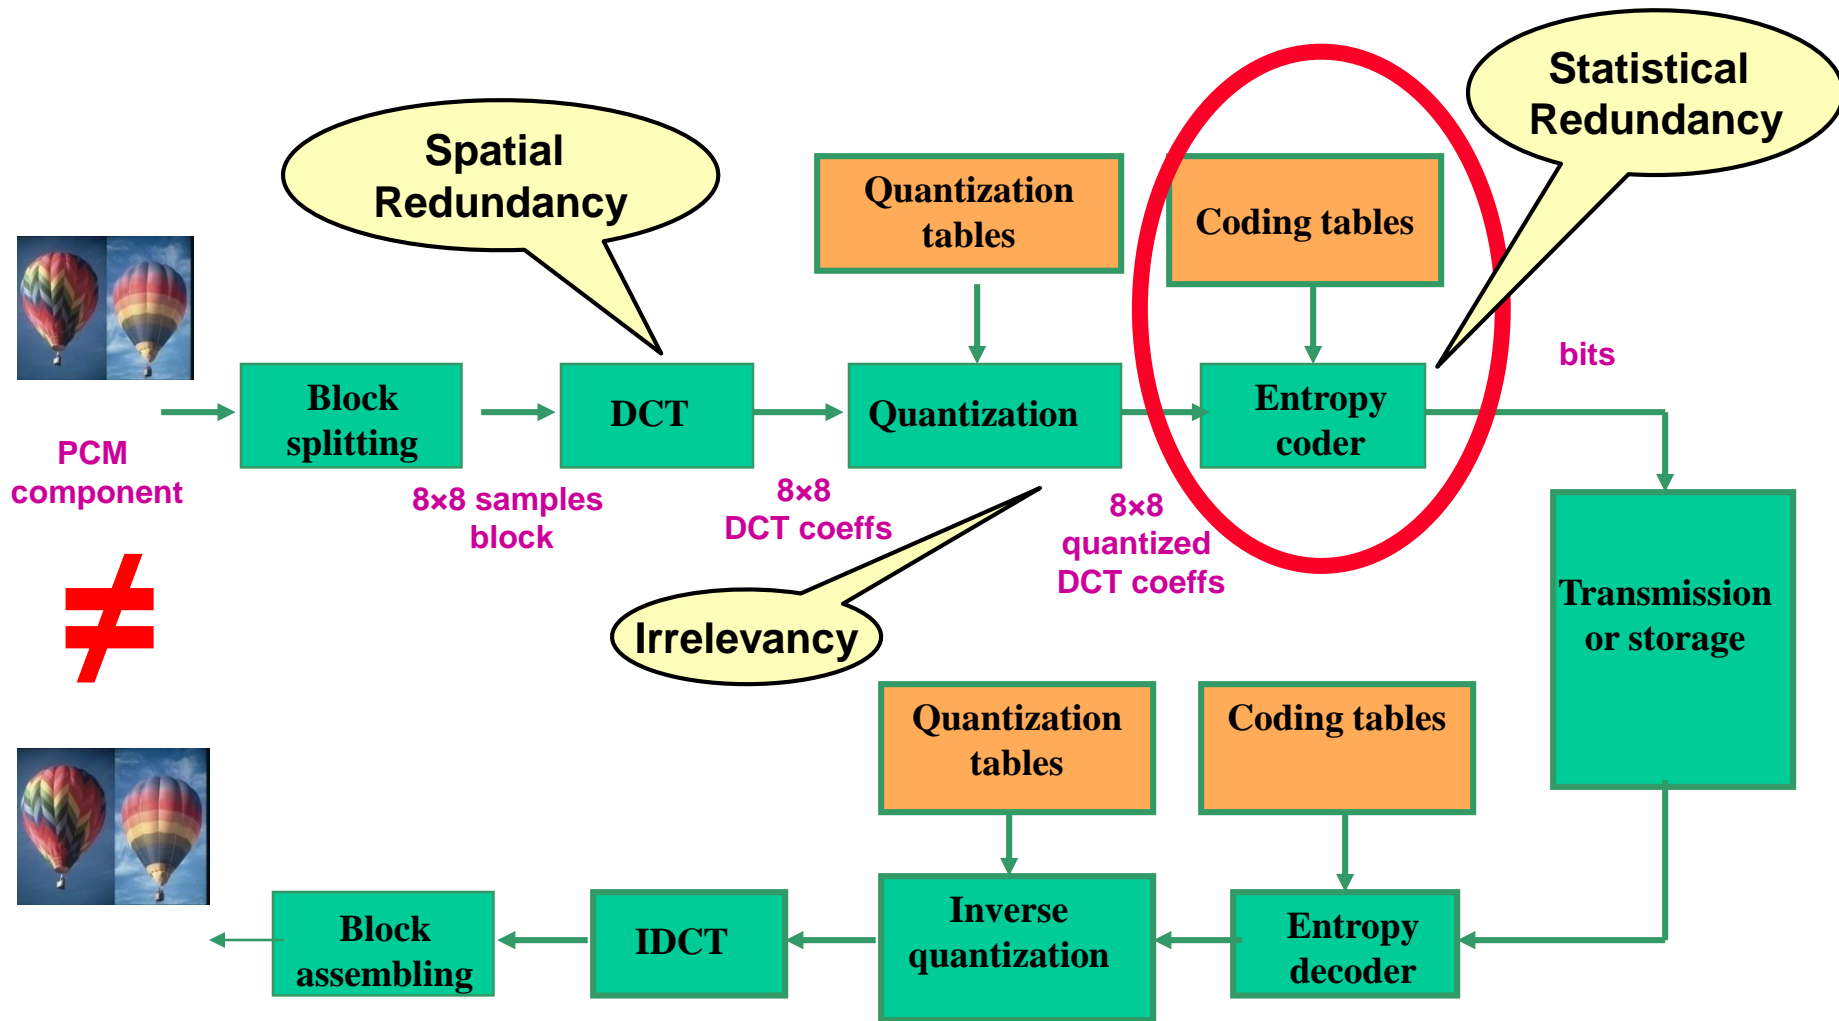 Statistical
Redundancy
Spatial
Redundancy
Quantization
tables
Coding tables
bits
Block
splitting
DCT
Quantization
Entropy
coder
PCM
component
8×8 samples
block
8×8
DCT coeffs
8×8
quantized
DCT coeffs
≠
Irrelevancy
Transmission
or storage
Quantization
tables
Coding tables
Block
assembling
IDCT
Inverse
quantization
Entropy
decoder